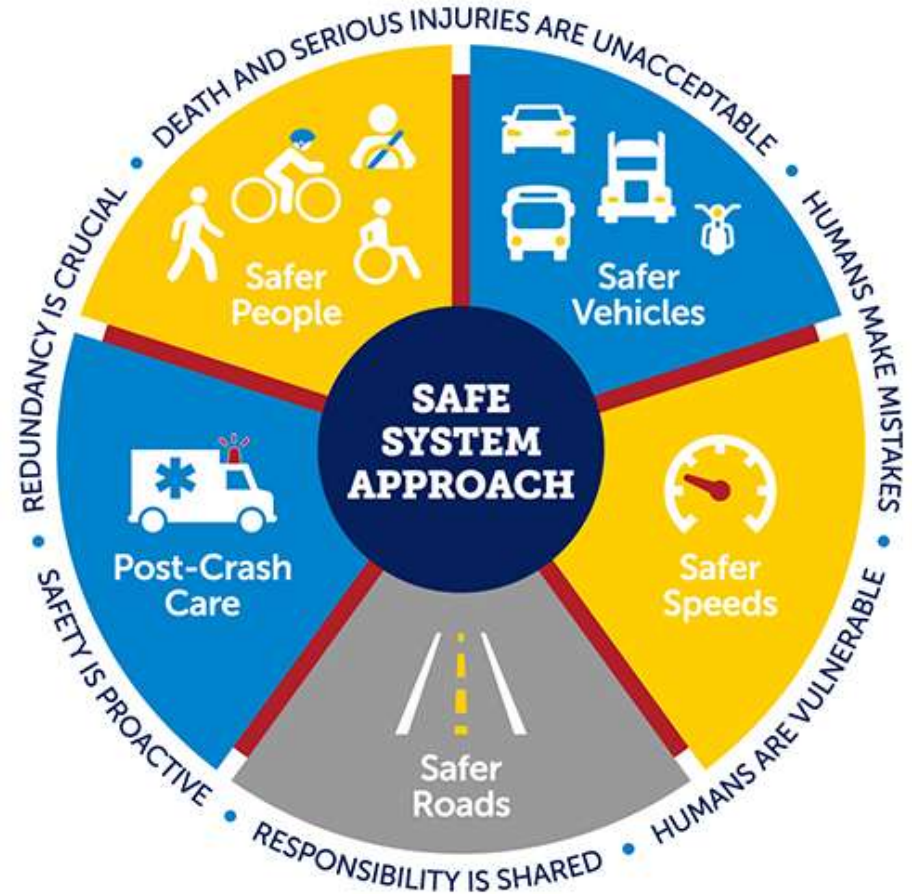 DEATH AND SERIOUS INJURIES ARE UNACCEPTABLE
HUMANS MAKE MISTAKES
HUMANS ARE VULNERABLE
RESPONSIBILITY IS SHARED
SAFETY IS PROACTIVE
REDUNDANCY IS CRUCIAL
Safer
People
Safer
Vehicles
SAFE
SYSTEM
APPROACH
Post-Crash
Care
Safer
Speeds
Safer
Roads